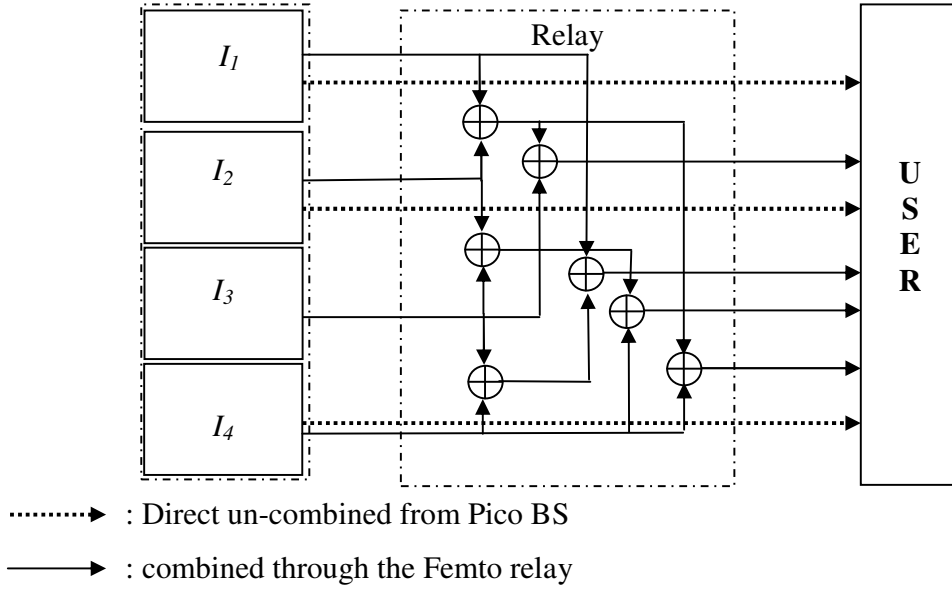 Relay
I1
I2
I3
I4
U
S
E
R
: Direct un-combined from Pico BS
: combined through the Femto relay